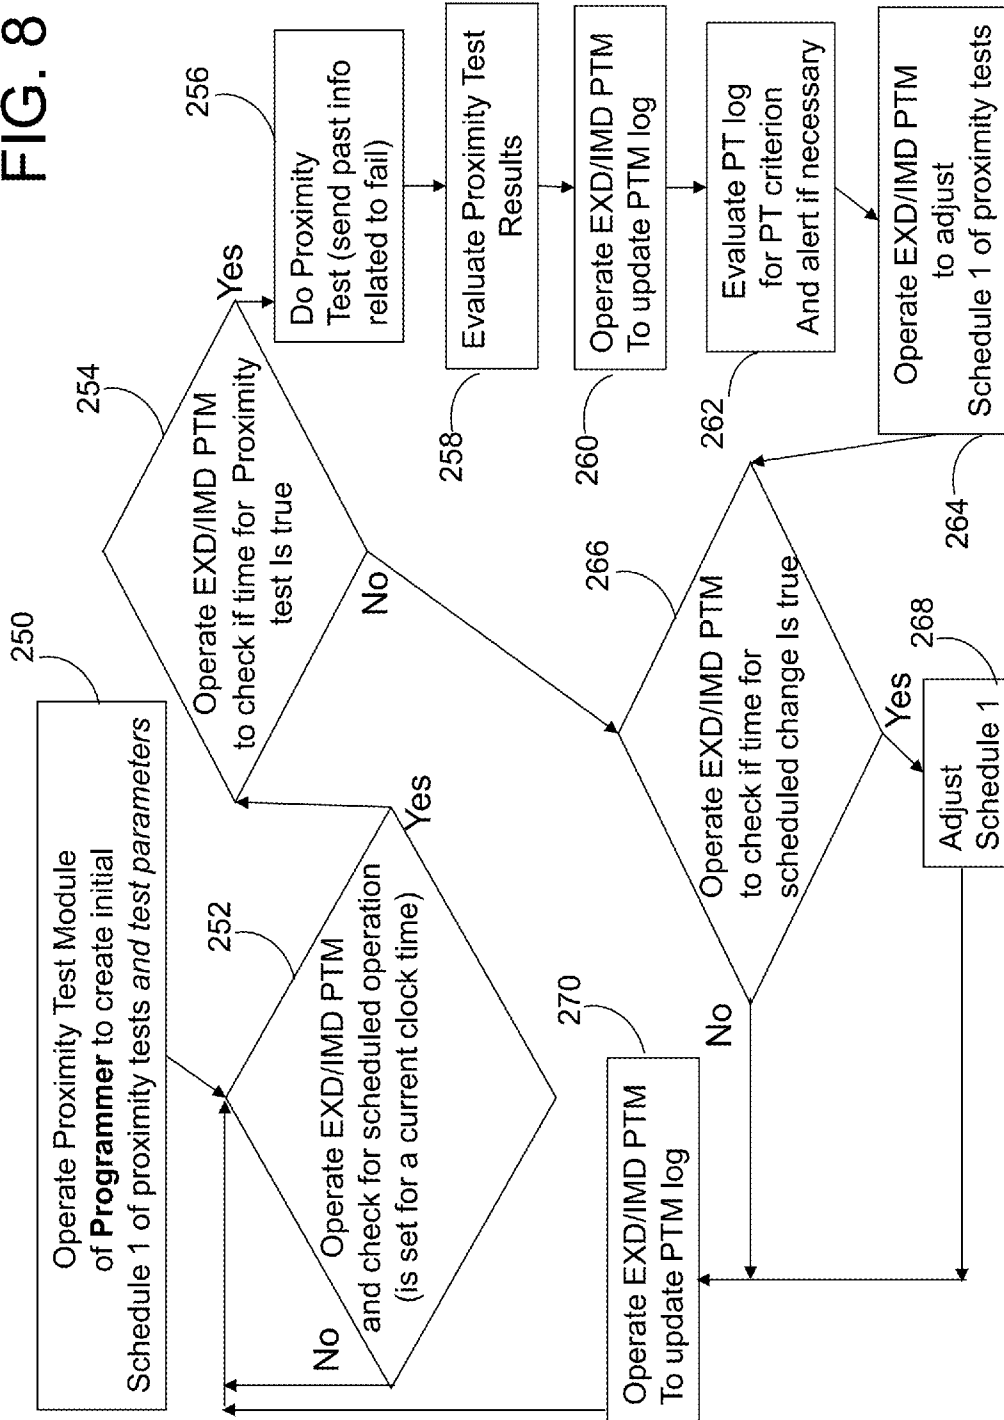 FIG. 8
250
Operate Proximity Test Module
of Programmer to create initial
Schedule 1 of proximity tests and test parameters
252
Operate EXD/IMD PTM
and check for scheduled operation
(is set for a current clock time)
No
Yes
254
Operate EXD/IMD PTM
to check if time for Proximity
test Is true
Yes
No
256
Do Proximity
Test (send past info
related to fail)
258
Evaluate Proximity Test
Results
260
Operate EXD/IMD PTM
To update PTM log
262
Evaluate PT log
for PT criterion
And alert if necessary
264
Operate EXD/IMD PTM
to adjust
Schedule 1 of proximity tests
266
Operate EXD/IMD PTM
to check if time for
scheduled change Is true
No
Yes
268
Adjust
Schedule 1
270
Operate EXD/IMD PTM
To update PTM log